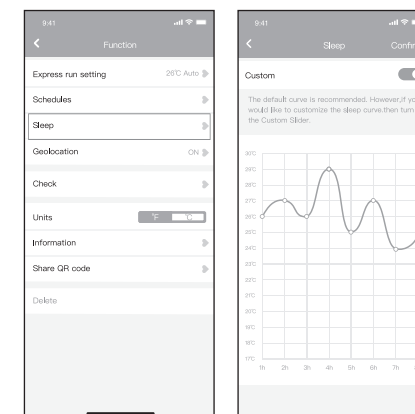 9:41
Function
Express run setting 26°C Auto
Schedules
Sleep
Geolocation ON
Check
Units °F °C
Information
Share QR code
Delete
9:41
Sleep Confir
Custom
The default curve is recommended. However,if yo
would like to customize the sleep curve.then turn
the Custom Slider.
30°C
29°C
28°C
27°C
26°C
25°C
24°C
23°C
22°C
21°C
20°C
19°C
18°C
17°C
1h 2h 3h 4h 5h 6h 7h